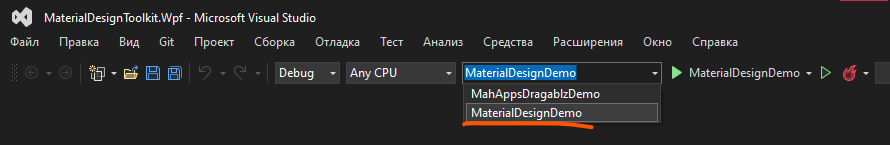 MaterialDesignToolkit.Wpf - Microsoft Visual Studio
Файл Правка Вид Git Проект Сборка Отладка Тест Анализ Средства Расширения Окно Справка
Debug Any CPU MaterialDesignDemo MaterialDesignDemo
MahAppsDragablzDemo
MaterialDesignDemo